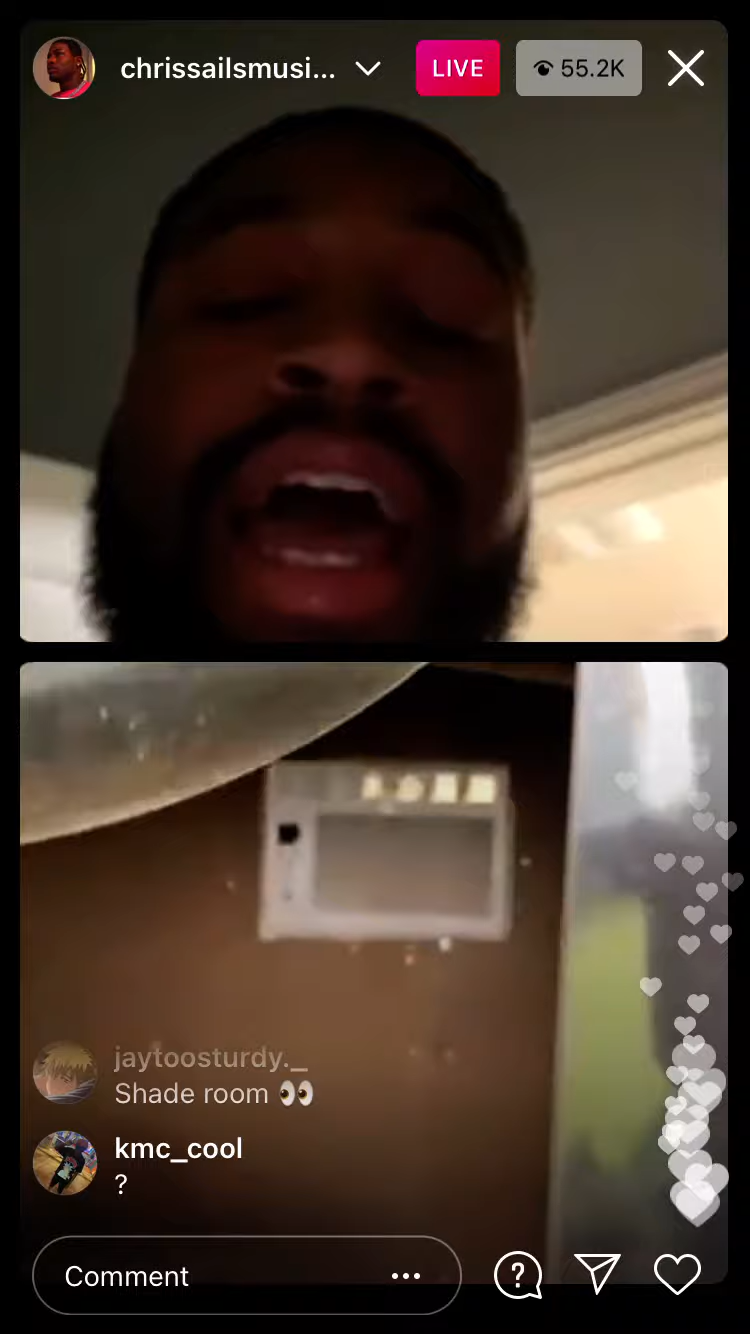 chrissailsmusi...
LIVE
55.2K
jaytoosturdy._
Shade room 👀
kmc_cool
?
Comment